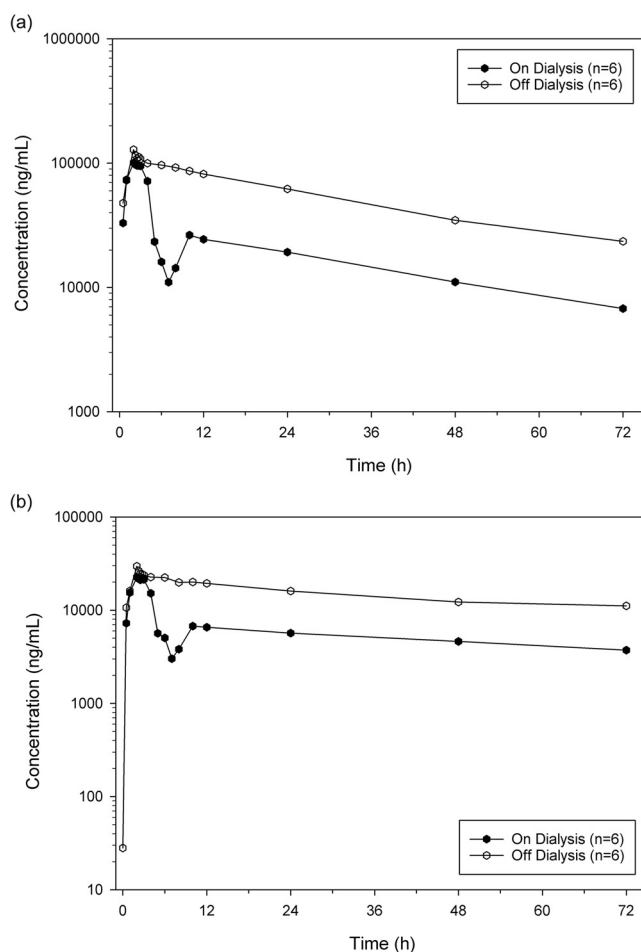 (a)
1000000
100000
10000
1000
Concentration (ng/mL)
On Dialysis (n=6)
Off Dialysis (n=6)
0 12 24 36 48 60 72
Time (h)
(b)
100000
10000
1000
100
10
Concentration (ng/mL)
On Dialysis (n=6)
Off Dialysis (n=6)
0 12 24 36 48 60 72
Time (h)